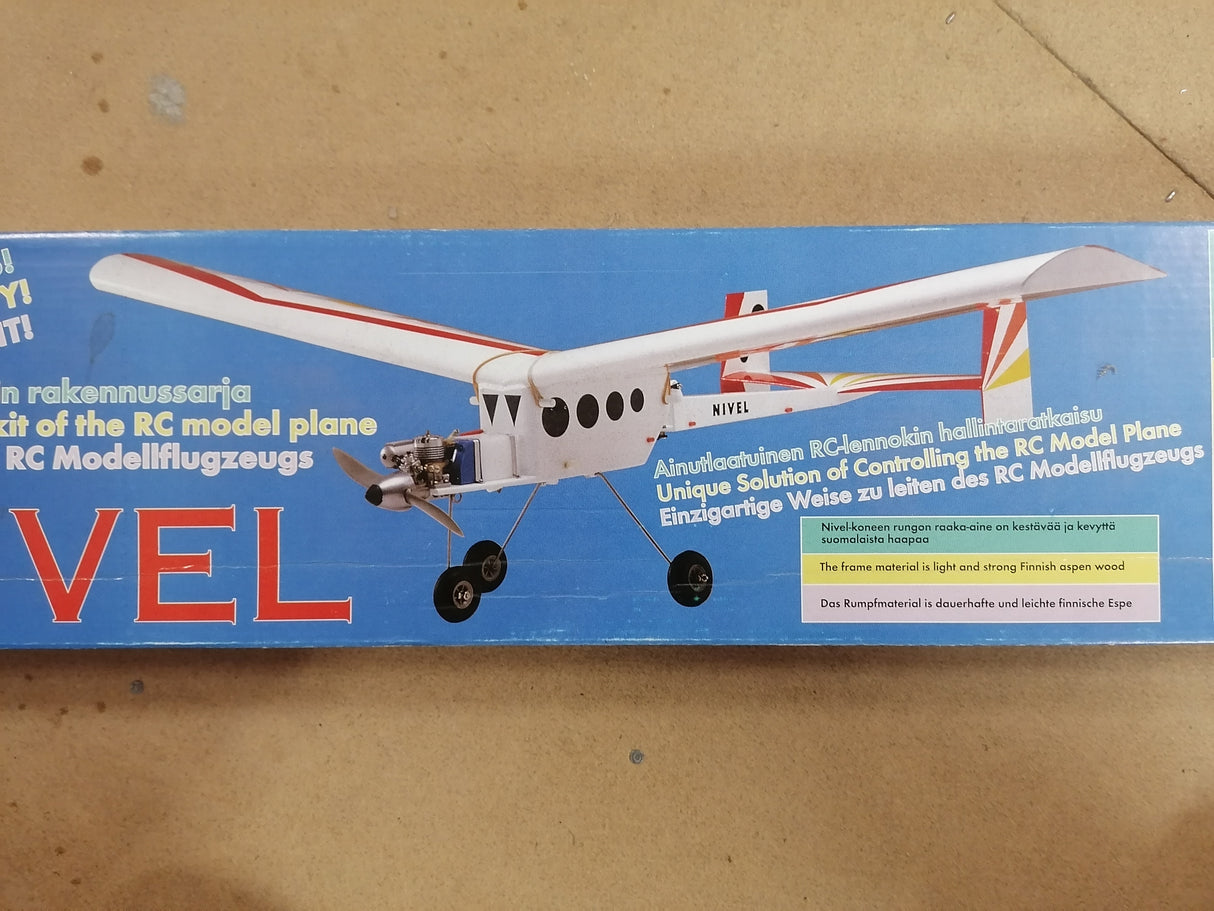 !
Y!
IT!
n rakennussarja
kit of the RC model plane
RC Modellflugzeugs
VEL
NIVEL
Ainutlaatuinen RC-lennokin hallintaratkaisu
Unique Solution of Controlling the RC Model Plane
Einzigartige Weise zu leiten des RC Modellflugzeugs
Nivel-koneen rungon raaka-aine on kestävää ja kevyttä
suomalaista haapaa
The frame material is light and strong Finnish aspen wood
Das Rumpfmaterial is dauerhafte und leichte finnische Espe